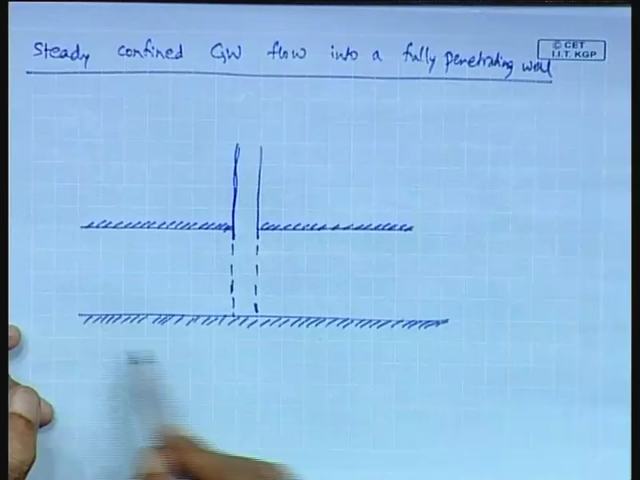 Steady confined GW flow into a fully penetrating well
© CET
I.I.T. KGP